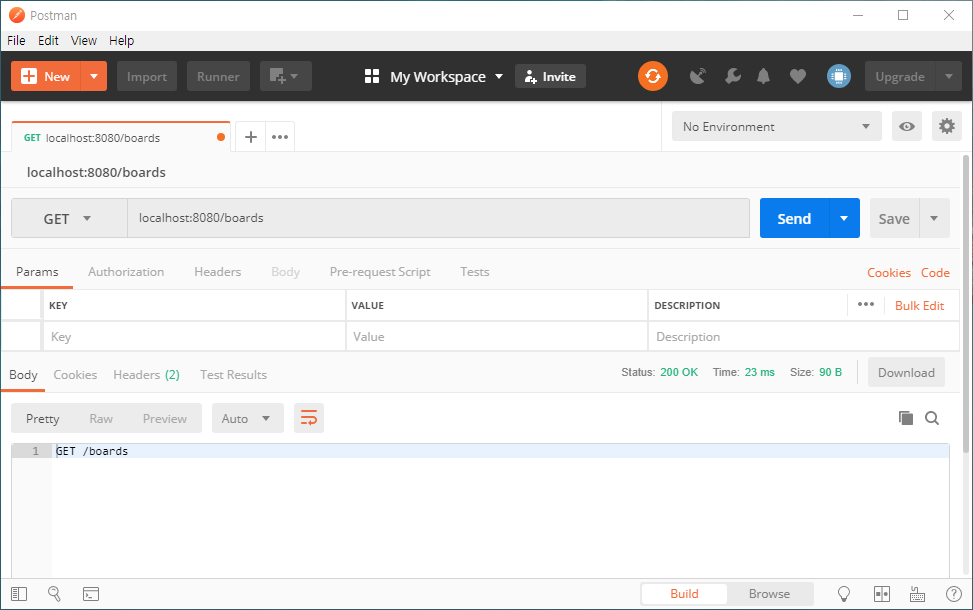 Postman
File Edit View Help
New Import Runner My Workspace Invite Upgrade
GET localhost:8080/boards No Environment
localhost:8080/boards
GET localhost:8080/boards Send Save
Params Authorization Headers Body Pre-request Script Tests Cookies Code
KEY VALUE DESCRIPTION Bulk Edit
Key Value Description
Body Cookies Headers (2) Test Results Status: 200 OK Time: 23 ms Size: 90 B Download
Pretty Raw Preview Auto
1 GET /boards
Build Browse